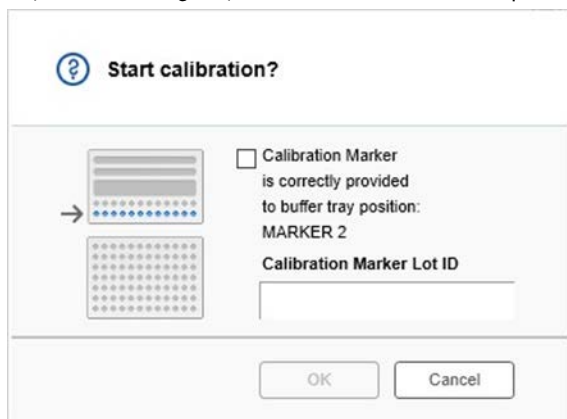 Start calibration?
Calibration Marker
is correctly provided
to buffer tray position:
MARKER 2
Calibration Marker Lot ID
OK
Cancel